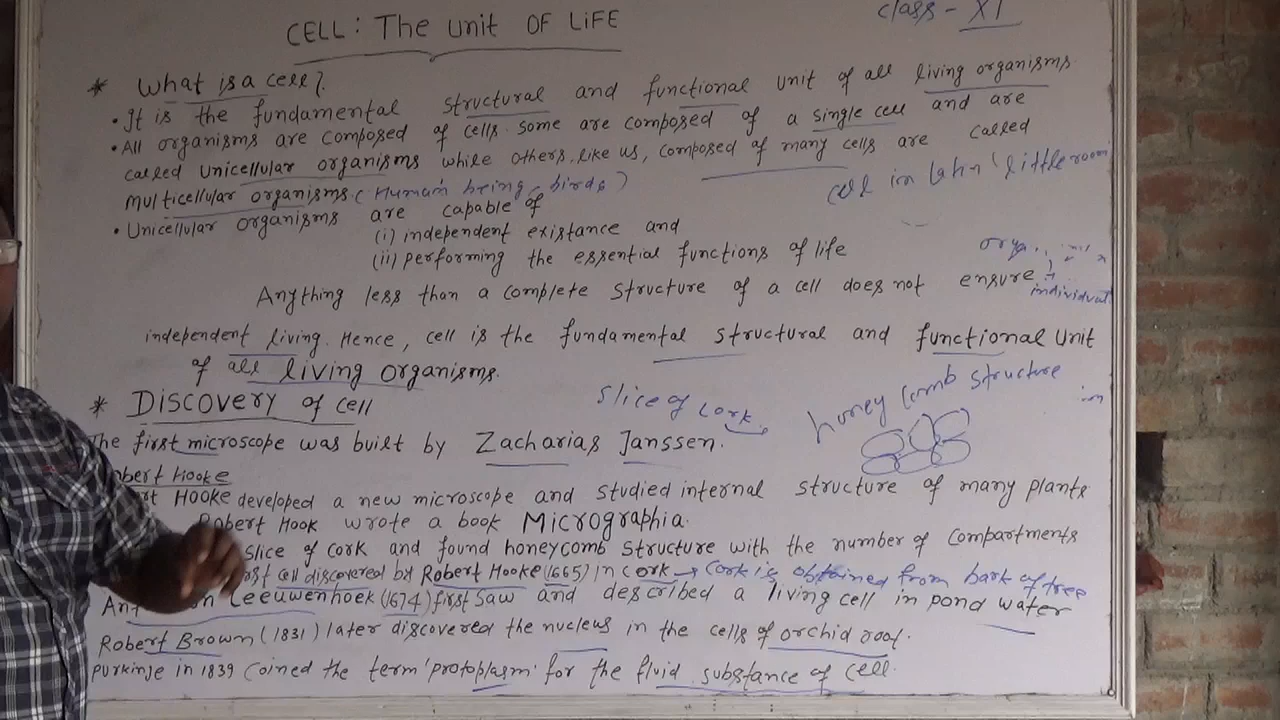 CELL: The Unit OF LiFE
class - XI
* What is a cell?
• It is the fundamental structural and functional unit of all living organisms.
• All organisms are composed of cells. some are composed of a single cell and are
called Unicellular organisms while others, like us, composed of many cells are called
multicellular organisms. (Human being, birds)
cell in Latin 'little room
• Unicellular organisms are capable of
(i) independent existance and
(ii) performing the essential functions of life
orga.
individual
Anything less than a complete structure of a cell does not ensure
independent living. Hence, cell is the fundamental structural and functional unit
of all living organisms.
* DISCOVERY of cell
slice of cork
honey comb structure
in
The first microscope was built by Zacharias Janssen.
obert Hooke
rt Hooke developed a new microscope and studied internal structure of many plants
Robert Hook wrote a book Micrographia.
slice of cork and found honeycomb structure with the number of compartments
rst cell discovered by Robert Hooke (1665) in cork → Cork is obtained from bark of tree
Ant on Leeuwenhoek (1674) first saw and described a living cell in pond water
Robert Brown (1831) later discovered the nucleus in the cells of orchid root.
purkinje in 1839 coined the term 'protoplasm' for the fluid substance of cell.